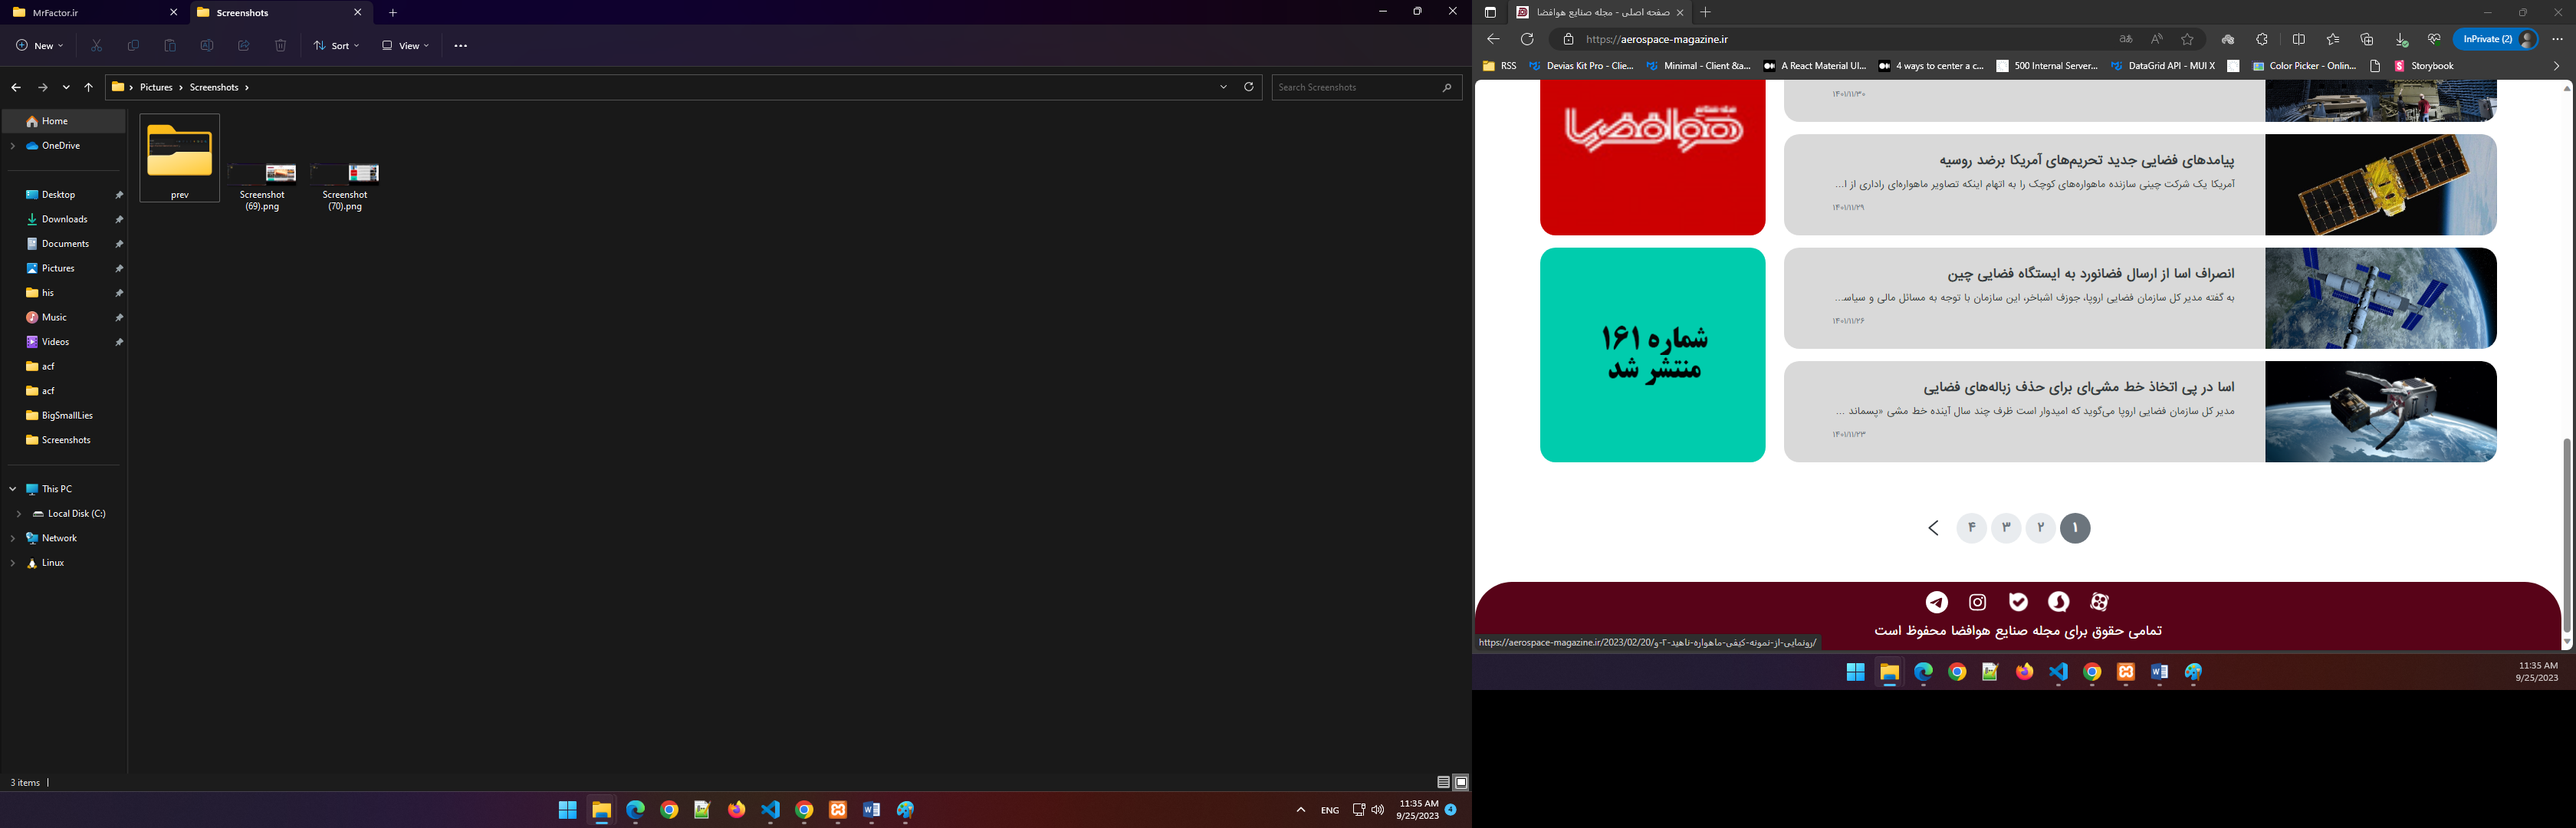 MrFactor.ir
Screenshots
New
Sort
View
Pictures
Screenshots
Search Screenshots
Home
OneDrive
Desktop
Downloads
Documents
Pictures
his
Music
Videos
acf
acf
BigSmallLies
Screenshots
This PC
Local Disk (C:)
Network
Linux
prev
Screenshot
(69).png
Screenshot
(70).png
3 items
ENG
11:35 AM
9/25/2023
4
صفحه اصلی - مجله صنایع هوافضا
https://aerospace-magazine.ir
InPrivate (2)
RSS
Devias Kit Pro - Clie...
Minimal - Client &a...
A React Material UI...
4 ways to center a c...
500 Internal Server...
DataGrid API - MUI X
Color Picker - Onlin...
Storybook
۱۴۰۱/۱۱/۳۰
هوافضا
پیامدهای فضایی جدید تحریم‌های آمریکا برضد روسیه
آمریکا یک شرکت چینی سازنده ماهواره‌های کوچک را به اتهام اینکه تصاویر ماهواره‌ای راداری از ا...
۱۴۰۱/۱۱/۲۹
انصراف اسا از ارسال فضانورد به ایستگاه فضایی چین
به گفته مدیر کل سازمان فضایی اروپا، جوزف اشباخر، این سازمان با توجه به مسائل مالی و سیاس...
۱۴۰۱/۱۱/۲۶
شماره ۱۶۱
منتشر شد
اسا در پی اتخاذ خط مشی‌ای برای حذف زباله‌های فضایی
مدیر کل سازمان فضایی اروپا می‌گوید که امیدوار است ظرف چند سال آینده خط مشی «پسماند ...
۱۴۰۱/۱۱/۲۳
۱ ۲ ۳ ۴
تمامی حقوق برای مجله صنایع هوافضا محفوظ است
https://aerospace-magazine.ir/2023/02/20/رونمایی-از-نمونه-کیفی-ماهواره-ناهید-۲-و/
11:35 AM
9/25/2023